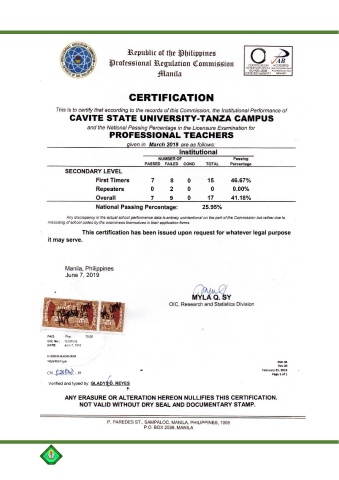 Republic of the Philippines
Professional Regulation Commission
Manila
CERTIFICATION
This is to certify that according to the records of this Commission, the Institutional Performance of
CAVITE STATE UNIVERSITY-TANZA CAMPUS
and the National Passing Percentage in the Licensure Examination for
PROFESSIONAL TEACHERS
given in March 2019 are as follows:
Institutional
NUMBER OF Passing
PASSED FAILED COND TOTAL Percentage
SECONDARY LEVEL
First Timers 7 8 0 15 46.67%
Repeaters 0 2 0 0 0.00%
Overall 7 9 0 17 41.18%
National Passing Percentage: 25.95%
Any discrepancy in the actual school performance data is entirely unintentional on the part of the Commission but rather due to
miscoding of school codes by the examinees themselves in their application forms.
This certification has been issued upon request for whatever legal purpose
it may serve.
Manila, Philippines
June 7, 2019
MYLA Q. SY
OIC, Research and Statistics Division
Page 1 of 1
Verified and typed by: GLADYS C. REYES
ANY ERASURE OR ALTERATION HEREON NULLIFIES THIS CERTIFICATION.
NOT VALID WITHOUT DRY SEAL AND DOCUMENTARY STAMP.
P. PAREDES ST., SAMPALOC, MANILA, PHILIPPINES, 1008
P.O. BOX 2038, MANILA